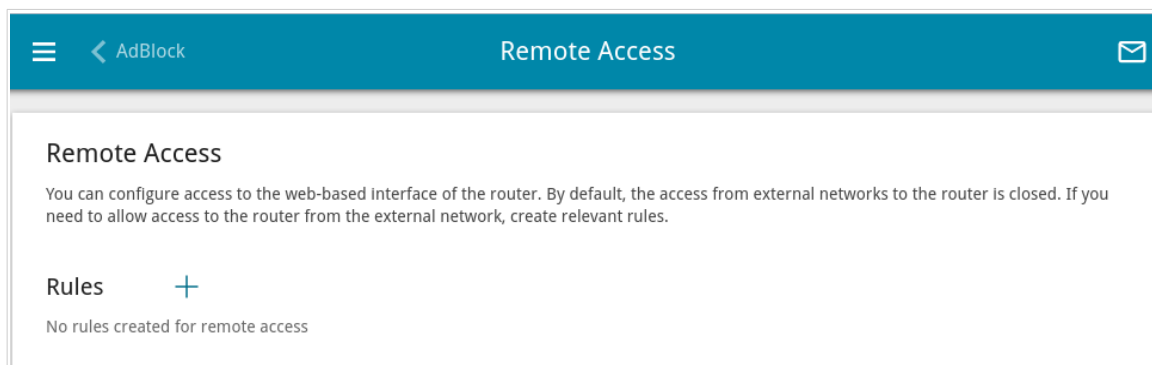 AdBlock
Remote Access
Remote Access
You can configure access to the web-based interface of the router. By default, the access from external networks to the router is closed. If you
need to allow access to the router from the external network, create relevant rules.
Rules
No rules created for remote access